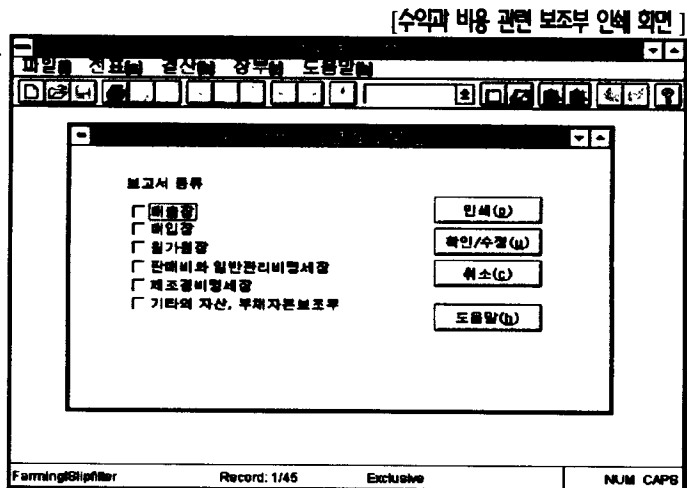 [수익과 비용 관련 보조부 인쇄 화면]
파일 전표 결산 장부 도움말
보고서 종류
매출장
매입장
원가원장
판매비와 일반관리비명세장
제조경비명세장
기타의 자산, 부채자본보조부
인쇄(p)
확인/수정(u)
취소(c)
도움말(h)
Farming\Slipfilter Record: 1/45 Exclusive NUM CAPS